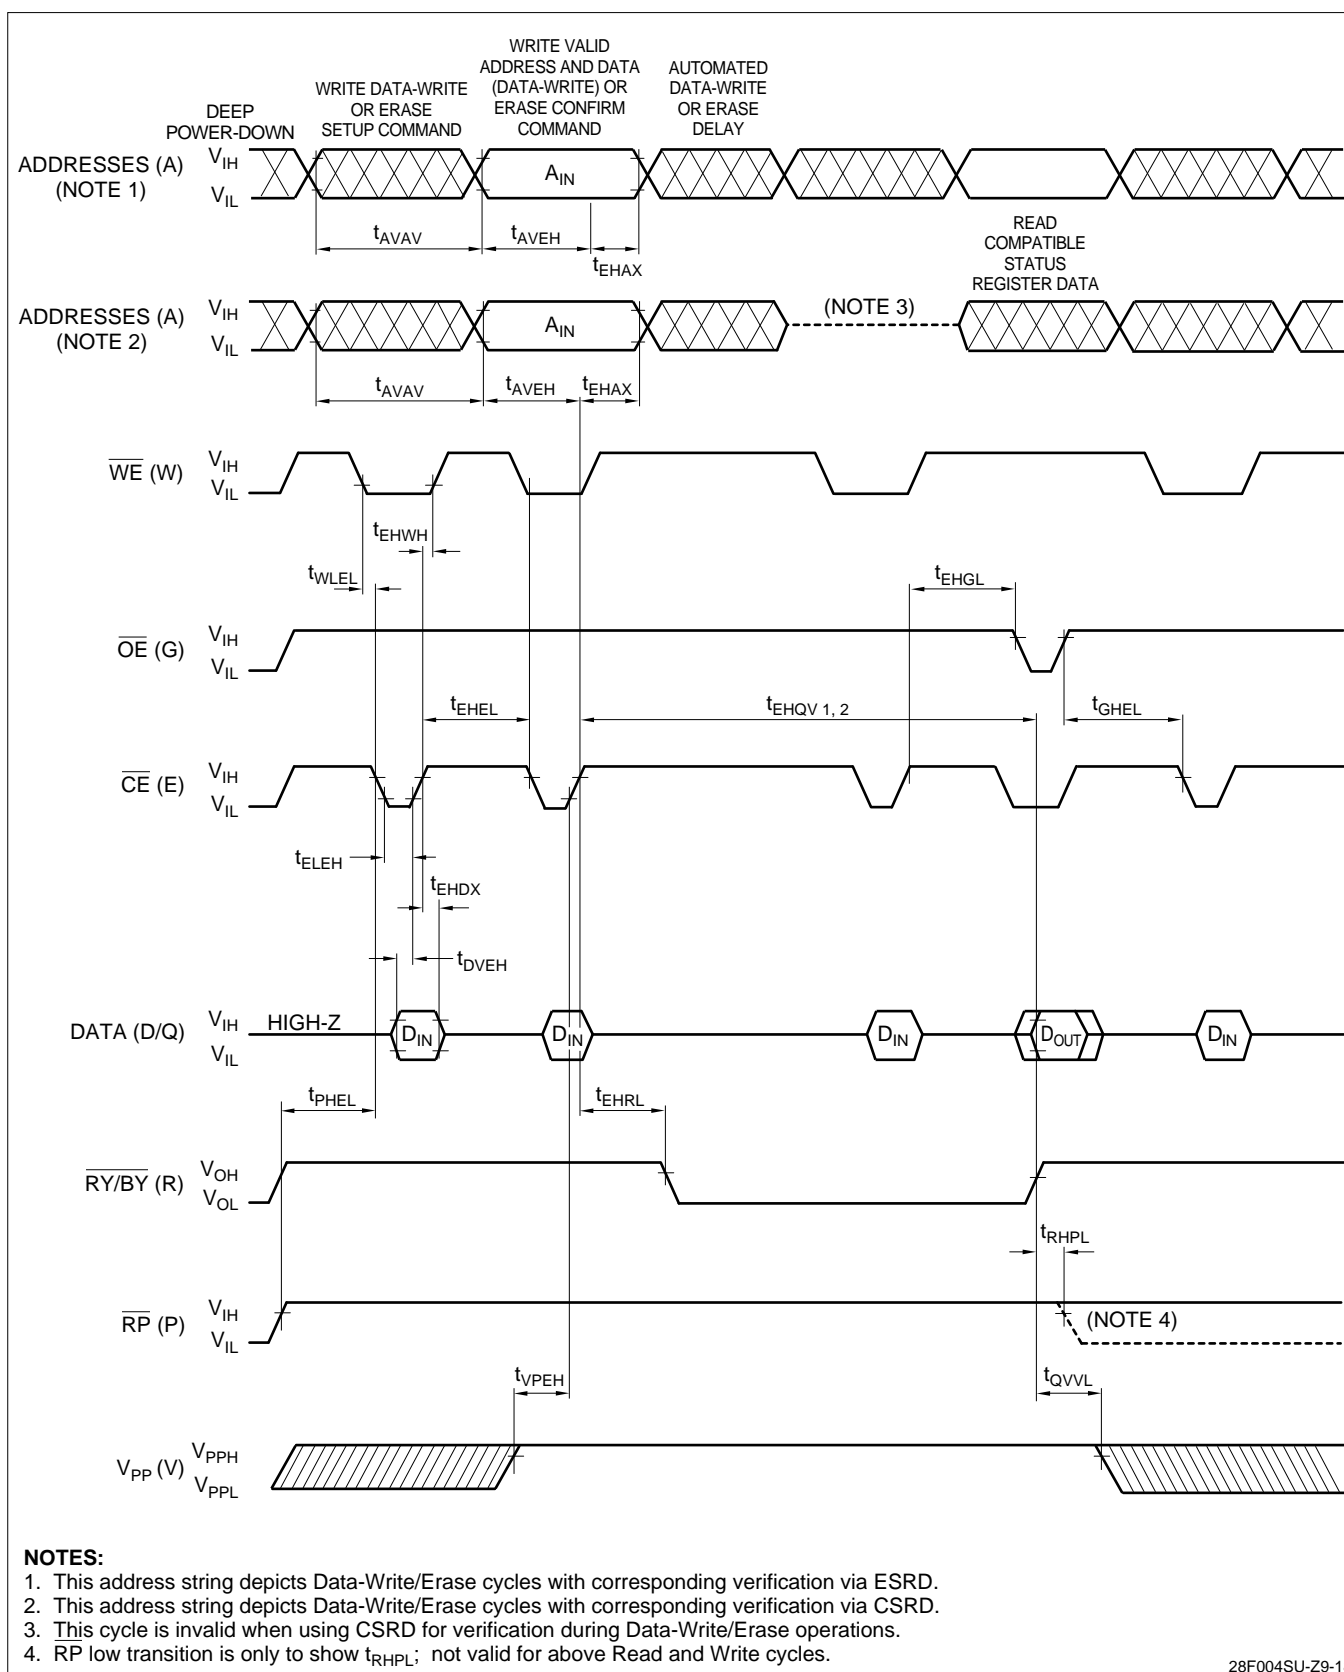 WRITE VALID
ADDRESS AND DATA
(DATA-WRITE) OR
ERASE CONFIRM
COMMAND
AUTOMATED
DATA-WRITE
OR ERASE
DELAY
WRITE DATA-WRITE
OR ERASE
SETUP COMMAND
DEEP
POWER-DOWN
ADDRESSES (A)
(NOTE 1)
VIH
VIL
AIN
tAVAV
tAVEH
tEHAX
READ
COMPATIBLE
STATUS
REGISTER DATA
ADDRESSES (A)
(NOTE 2)
VIH
VIL
AIN
(NOTE 3)
tAVAV
tAVEH
tEHAX
WE (W)
VIH
VIL
tEHWH
tWLEL
tEHGL
OE (G)
VIH
VIL
tEHEL
tEHQV 1, 2
tGHEL
CE (E)
VIH
VIL
tELEH
tEHDX
tDVEH
DATA (D/Q)
VIH
VIL
HIGH-Z
DIN
DIN
DIN
DOUT
DIN
tPHEL
tEHRL
RY/BY (R)
VOH
VOL
tRHPL
RP (P)
VIH
VIL
(NOTE 4)
tVPEH
tQVVL
VPP (V)
VPPH
VPPL
NOTES:
1. This address string depicts Data-Write/Erase cycles with corresponding verification via ESRD.
2. This address string depicts Data-Write/Erase cycles with corresponding verification via CSRD.
3. This cycle is invalid when using CSRD for verification during Data-Write/Erase operations.
4. RP low transition is only to show tRHPL; not valid for above Read and Write cycles.
28F004SU-Z9-1